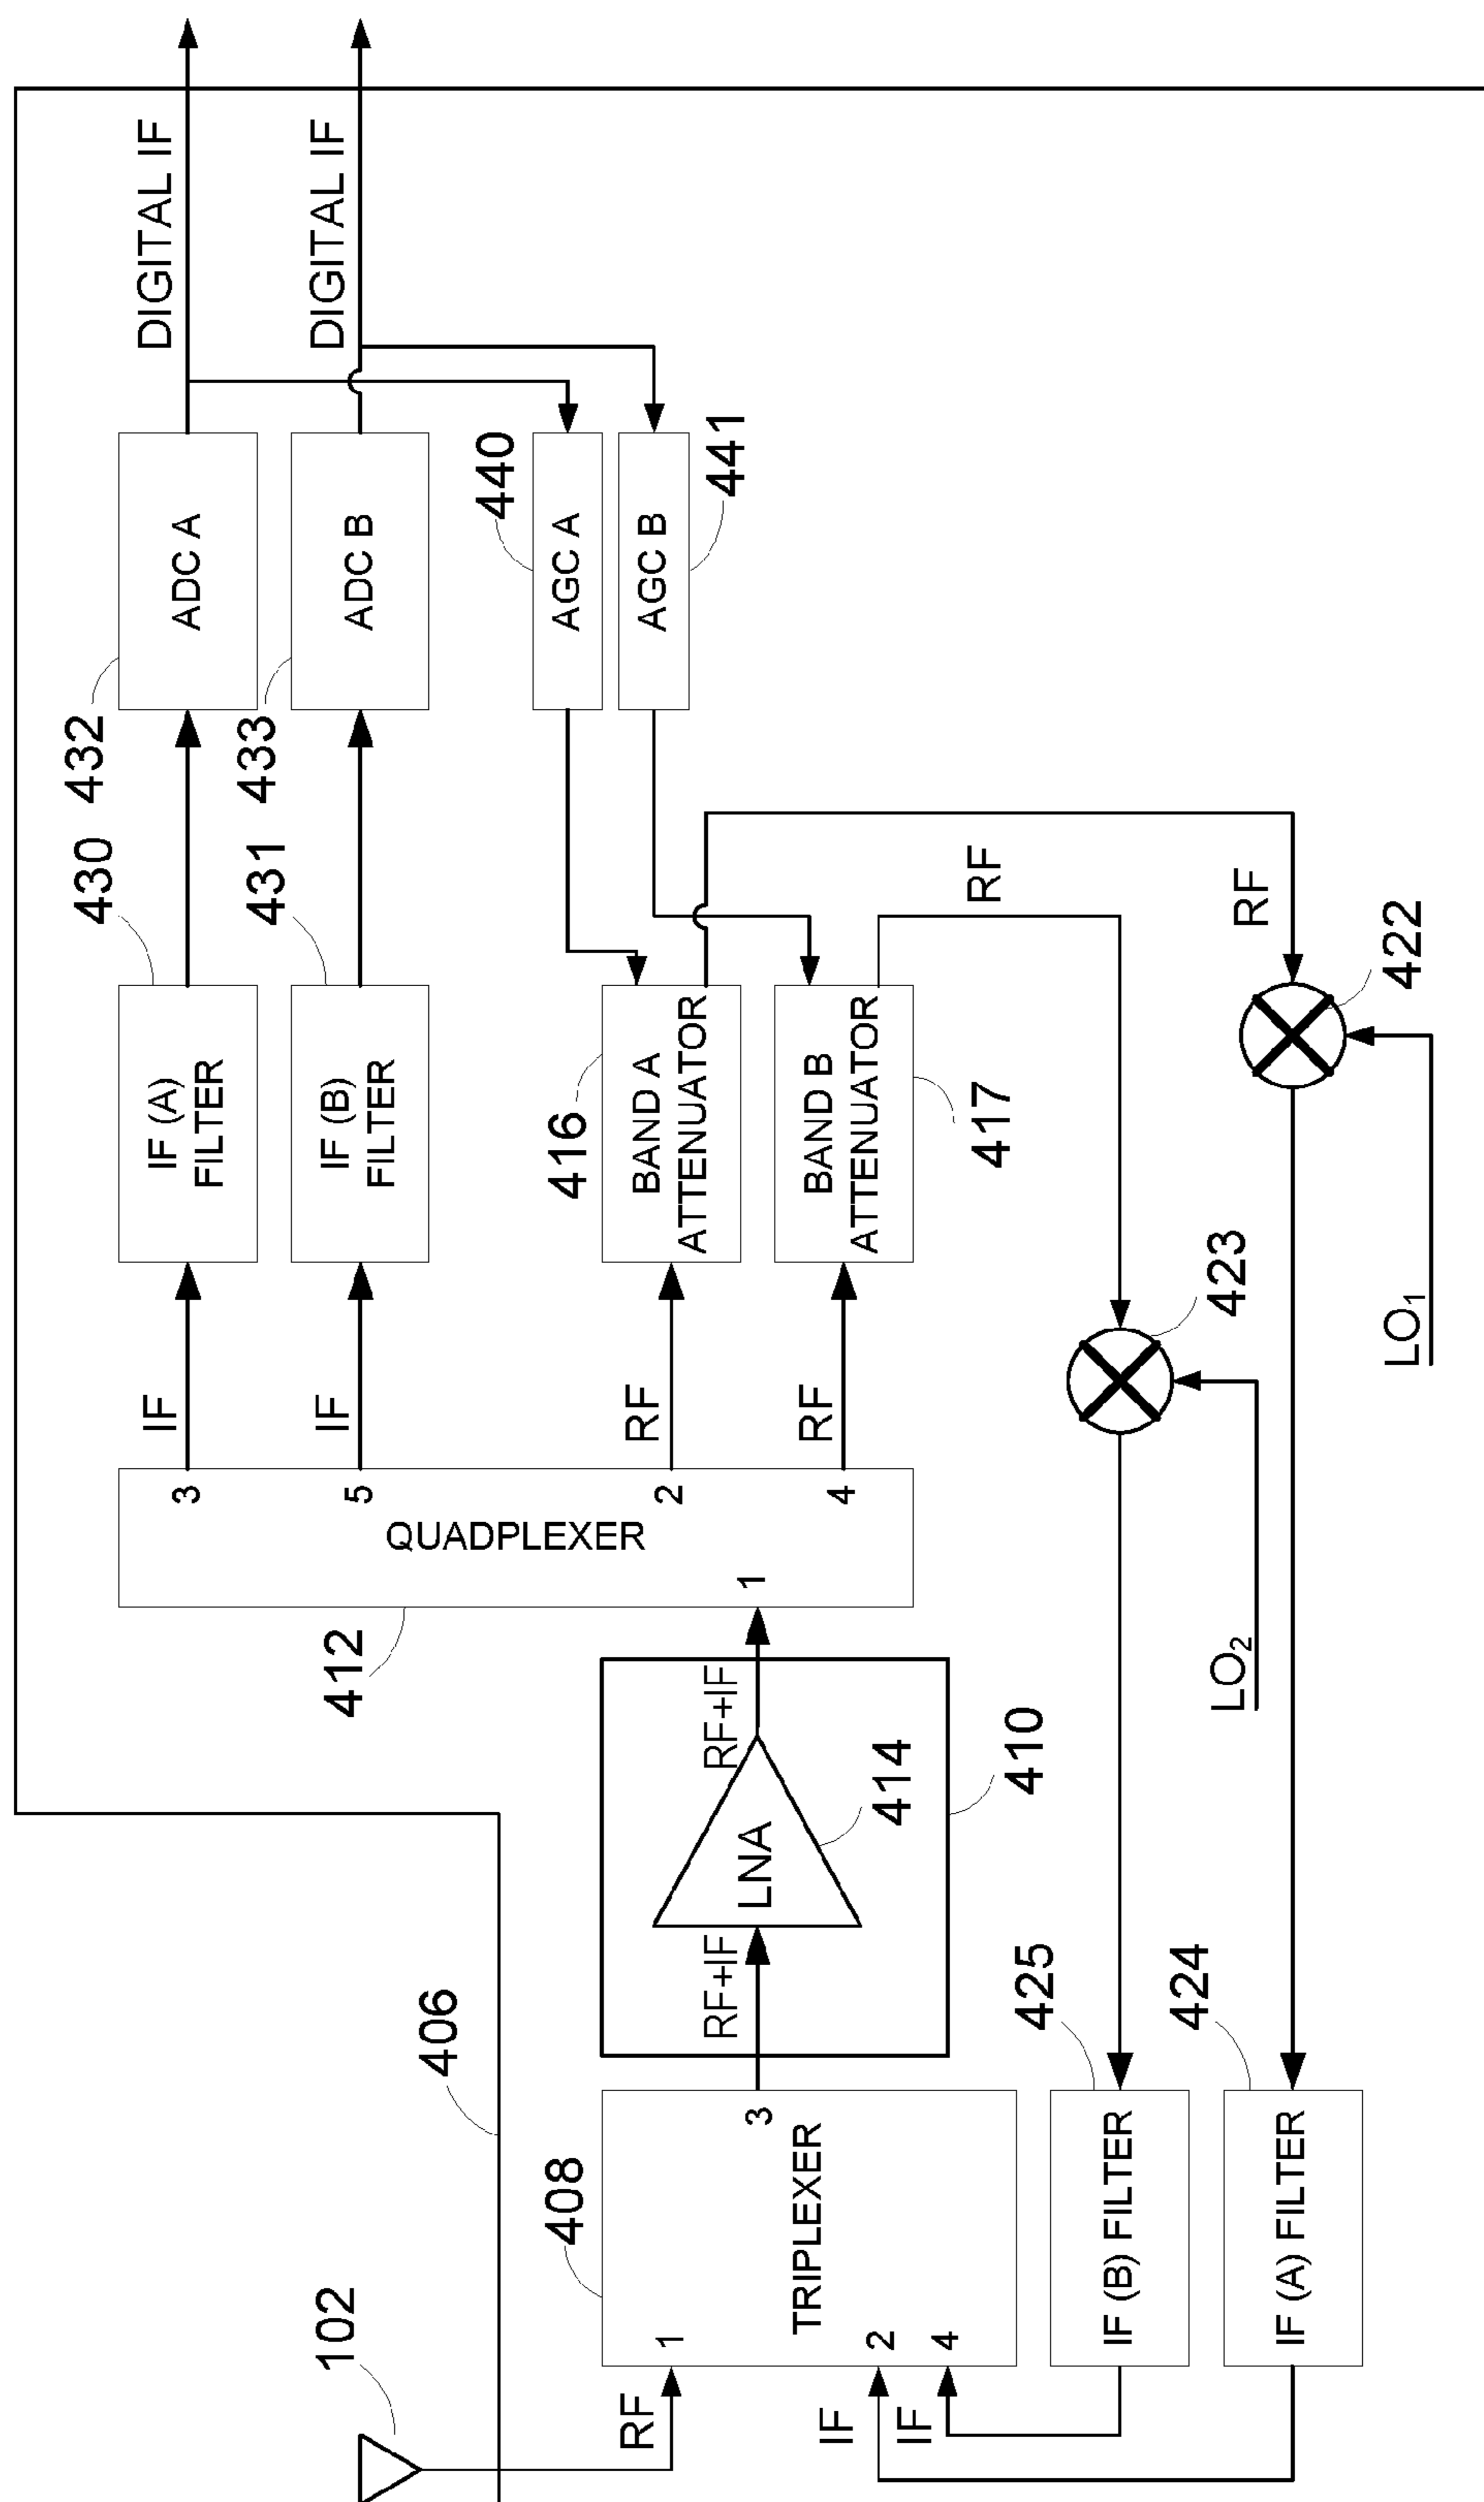 102
406
RF
IF
IF
1
2
4
3
TRIPLEXER
408
IF (B) FILTER
425
IF (A) FILTER
424
RF+IF
LNA
RF+IF
414
410
412
1
QUADPLEXER
3
5
2
4
IF
IF
RF
RF
LO2
LO1
423
422
IF (A)
FILTER
430
IF (B)
FILTER
431
BAND A
ATTENUATOR
416
BAND B
ATTENUATOR
417
RF
RF
432
ADC A
433
ADC B
440
AGC A
AGC B
441
DIGITAL IF
DIGITAL IF